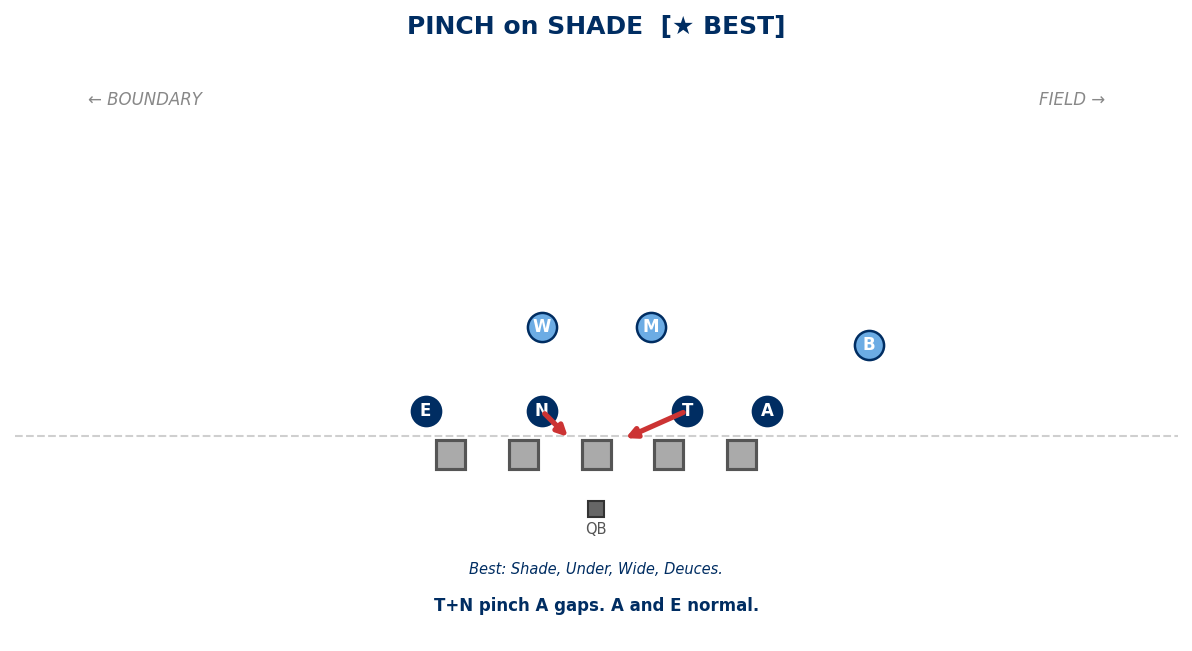 PINCH on SHADE [★ BEST]
← BOUNDARY
FIELD →
W
M
B
E
N
T
A
QB
Best: Shade, Under, Wide, Deuces.
T+N pinch A gaps. A and E normal.